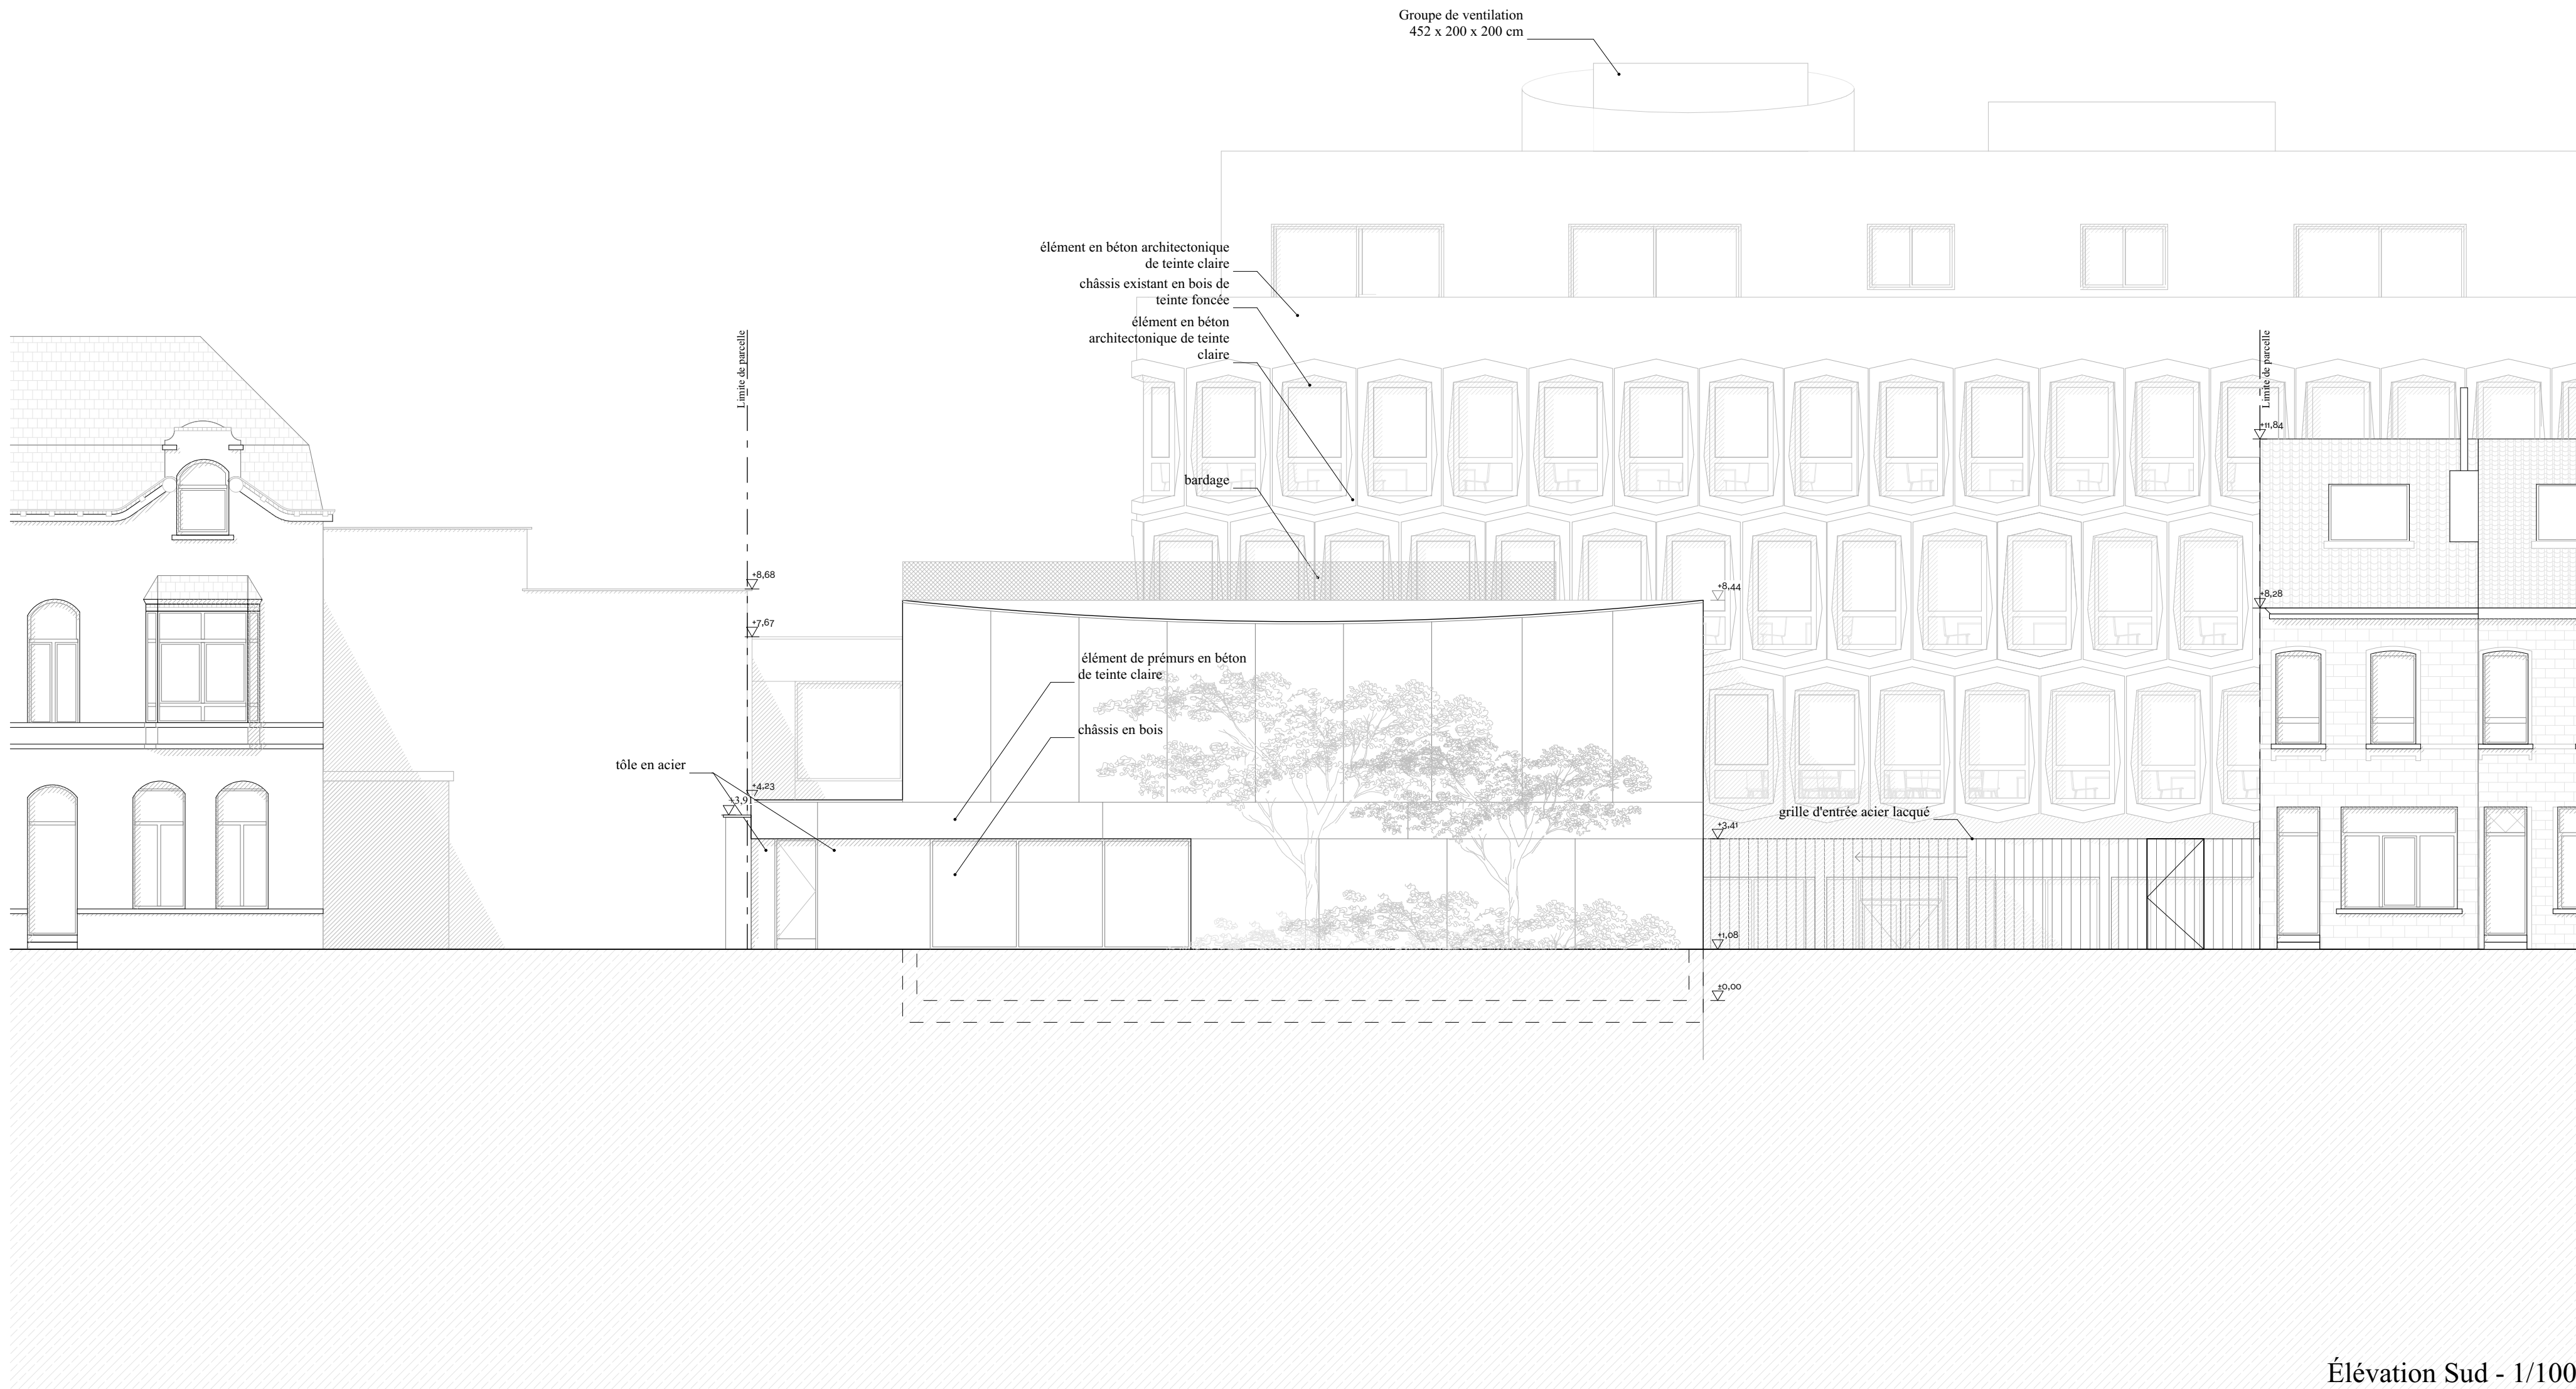 Groupe de ventilation
452 x 200 x 200 cm
élément en béton architectonique
de teinte claire
châssis existant en bois de
teinte foncée
élément en béton
architectonique de teinte
claire
Limite de parcelle
Limite de parcelle
+11,84
bardage
+8,68
+8,44
+8,28
+7,67
élément de prémurs en béton
de teinte claire
châssis en bois
tôle en acier
+4,23
+3,91
grille d'entrée acier lacqué
+3,41
+1,08
±0,00
Élévation Sud - 1/100